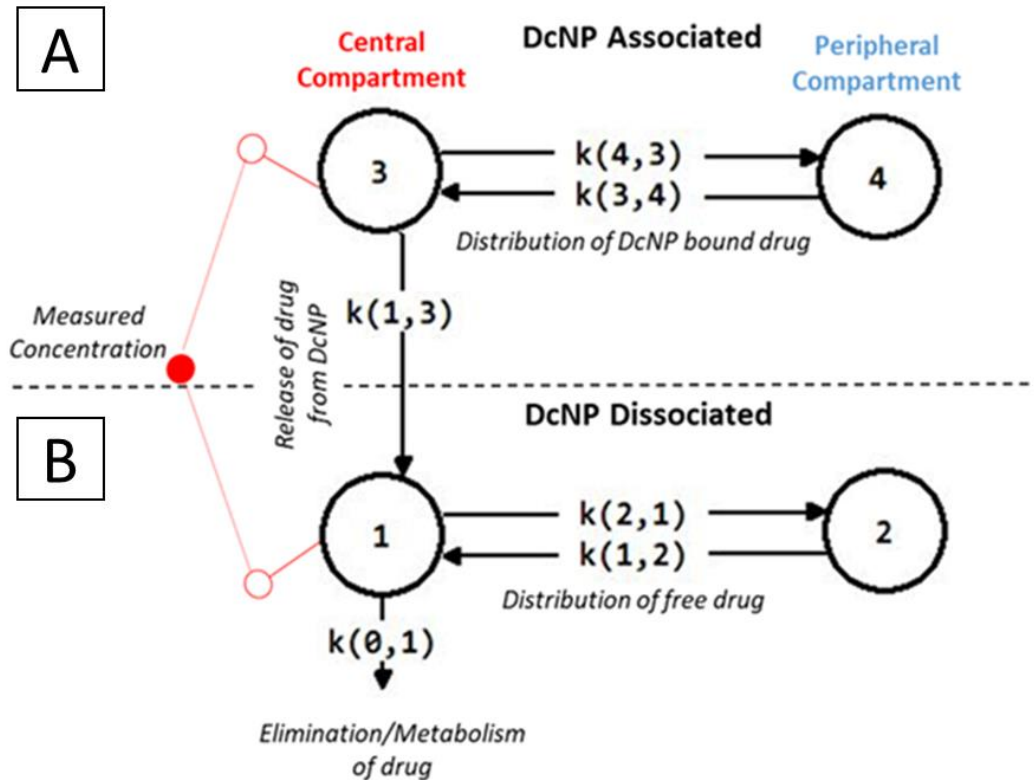 A
Central
Compartment
DcNP Associated
Peripheral
Compartment
3
k(4,3)
k(3,4)
4
Distribution of DcNP bound drug
Release of drug
from DcNP
k(1,3)
Measured
Concentration
B
DcNP Dissociated
1
k(2,1)
k(1,2)
2
Distribution of free drug
k(0,1)
Elimination/Metabolism
of drug